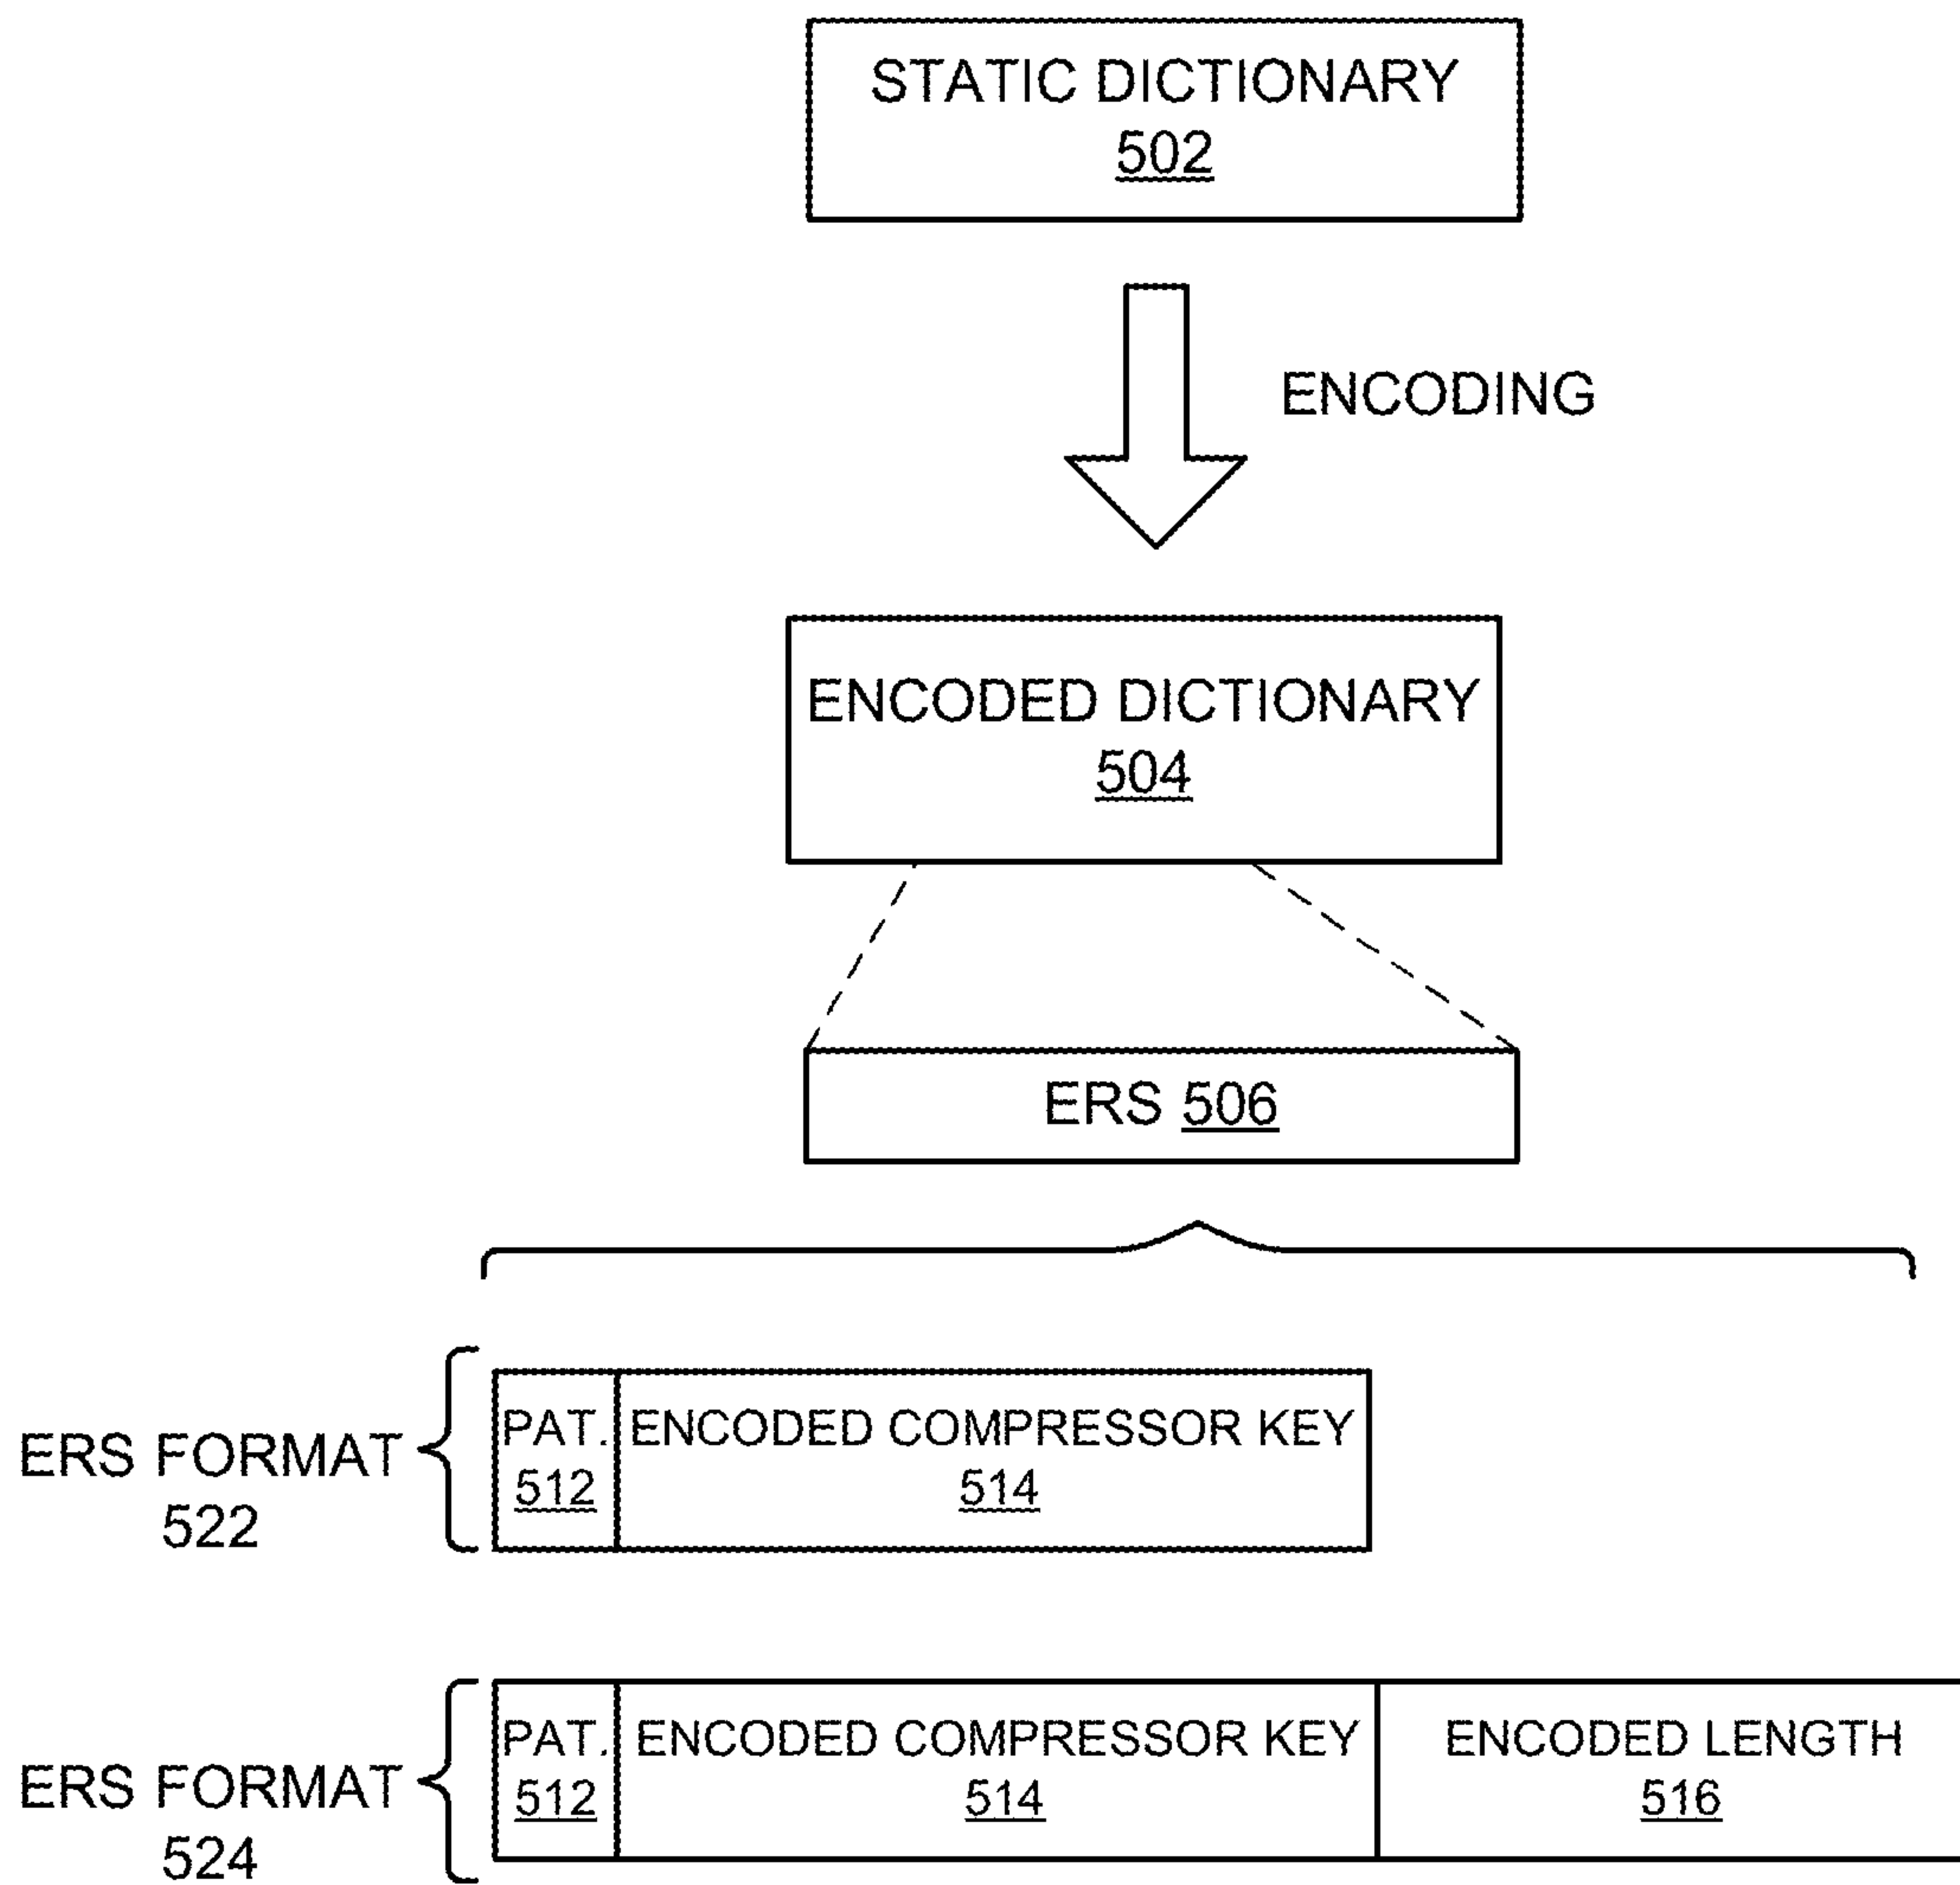 STATIC DICTIONARY
502
ENCODING
ENCODED DICTIONARY
504
ERS 506
ERS FORMAT
522
PAT.
512
ENCODED COMPRESSOR KEY
514
ERS FORMAT
524
PAT.
512
ENCODED COMPRESSOR KEY
514
ENCODED LENGTH
516